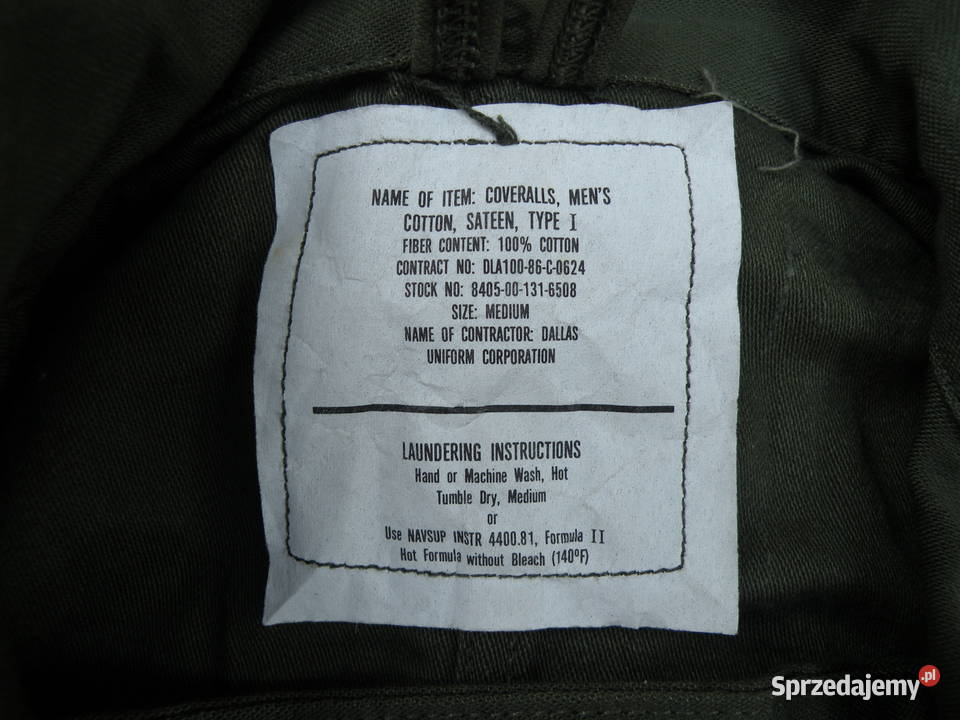 NAME OF ITEM: COVERALLS, MEN'S
COTTON, SATEEN, TYPE I
FIBER CONTENT: 100% COTTON
CONTRACT NO: DLA100-86-C-0624
STOCK NO: 8405-00-131-6508
SIZE: MEDIUM
NAME OF CONTRACTOR: DALLAS
UNIFORM CORPORATION
LAUNDERING INSTRUCTIONS
Hand or Machine Wash, Hot
Tumble Dry, Medium
or
Use NAVSUP INSTR 4400.81, Formula II
Hot Formula without Bleach (140ºF)
Sprzedajemy.pl